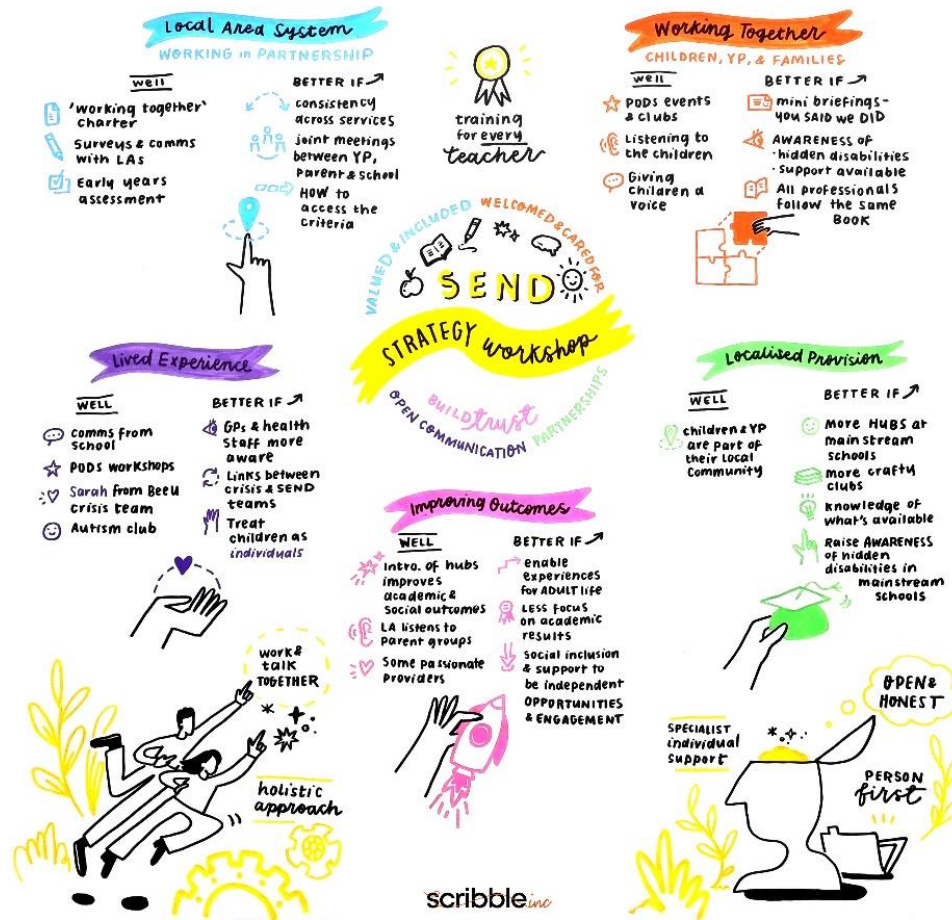 Local Area System
WORKING in PARTNERSHIP
well
'working together'
charter
Surveys & comms
with LAs
Early years
assessment
BETTER IF
consistency
across services
joint meetings
between YP,
Parent & school
HOW to
access the
criteria
training
for every
teacher
Working Together
CHILDREN, YP, & FAMILIES
well
PODS events
& clubs
Listening to
the children
Giving
children a
voice
BETTER IF
mini briefings-
you SAID we DID
AWARENESS OF
·hidden disabilities
·support available
All professionals
follow the same
BOOK
VALUED & INCLUDED
WELCOMED & CARED FOR
SEND
STRATEGY workshop
BUILD trust
OPEN COMMUNICATION
PARTNERSHIPS
Lived Experience
WELL
comms from
school
PODS workshops
Sarah from Beeu
crisis team
Autism club
BETTER IF
GPs & health
staff more
aware
Links between
crisis & SEND
teams
Treat
children as
individuals
Localised Provision
WELL
children & YP
are part of
their Local
Community
BETTER IF
More HUBS at
mainstream
schools
more crafty
clubs
Knowledge of
what's available
Raise AWARENESS
of hidden
disabilities in
mainstream
schools
Improving Outcomes
WELL
Intro. of hubs
improves
academic &
Social outcomes
LA listens to
Parent groups
Some passionate
Providers
BETTER IF
enable
experiences
for ADULT life
LESS focus
on academic
results
Social inclusion
& support to
be independent
OPPORTUNITIES
& ENGAGEMENT
work &
talk
TOGETHER
holistic
approach
SPECIALIST
individual
support
OPEN &
HONEST
PERSON
first
scribble inc